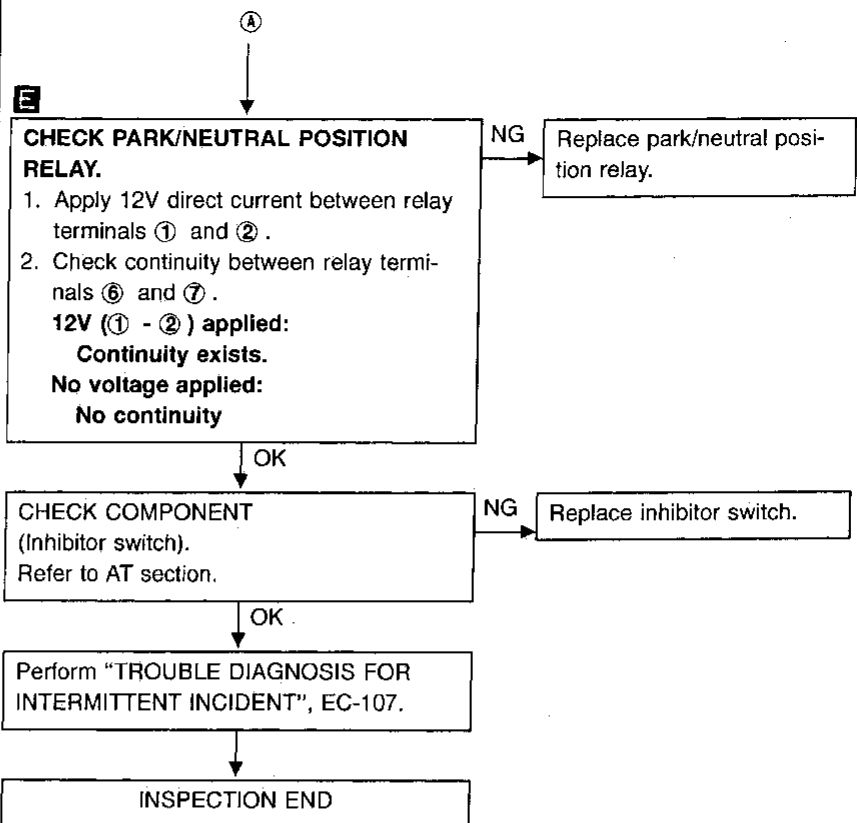 Ⓐ
E
CHECK PARK/NEUTRAL POSITION
RELAY.
1. Apply 12V direct current between relay
terminals ① and ②.
2. Check continuity between relay termi-
nals ⑥ and ⑦.
12V (① - ②) applied:
Continuity exists.
No voltage applied:
No continuity
NG
Replace park/neutral posi-
tion relay.
OK
CHECK COMPONENT
(Inhibitor switch).
Refer to AT section.
NG
Replace inhibitor switch.
OK
Perform “TROUBLE DIAGNOSIS FOR
INTERMITTENT INCIDENT”, EC-107.
INSPECTION END